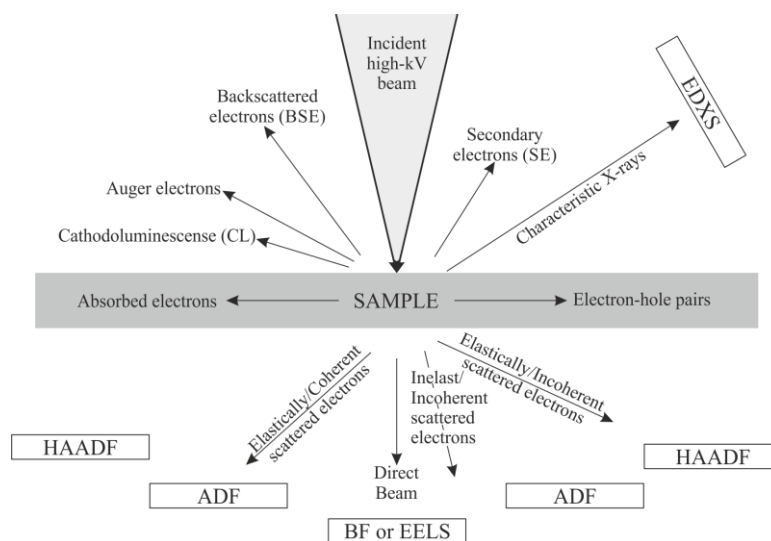 Incident
high-kV
beam
EDXS
Backscattered
electrons (BSE)
Secondary
electrons (SE)
Auger electrons
Characteristic X-rays
Cathodoluminescense (CL)
Absorbed electrons
SAMPLE
Electron-hole pairs
Elastically/Coherent
scattered electrons
Inelast/
Incoherent
scattered
electrons
Elastically/Incoherent
scattered electrons
HAADF
HAADF
ADF
Direct
Beam
ADF
BF or EELS